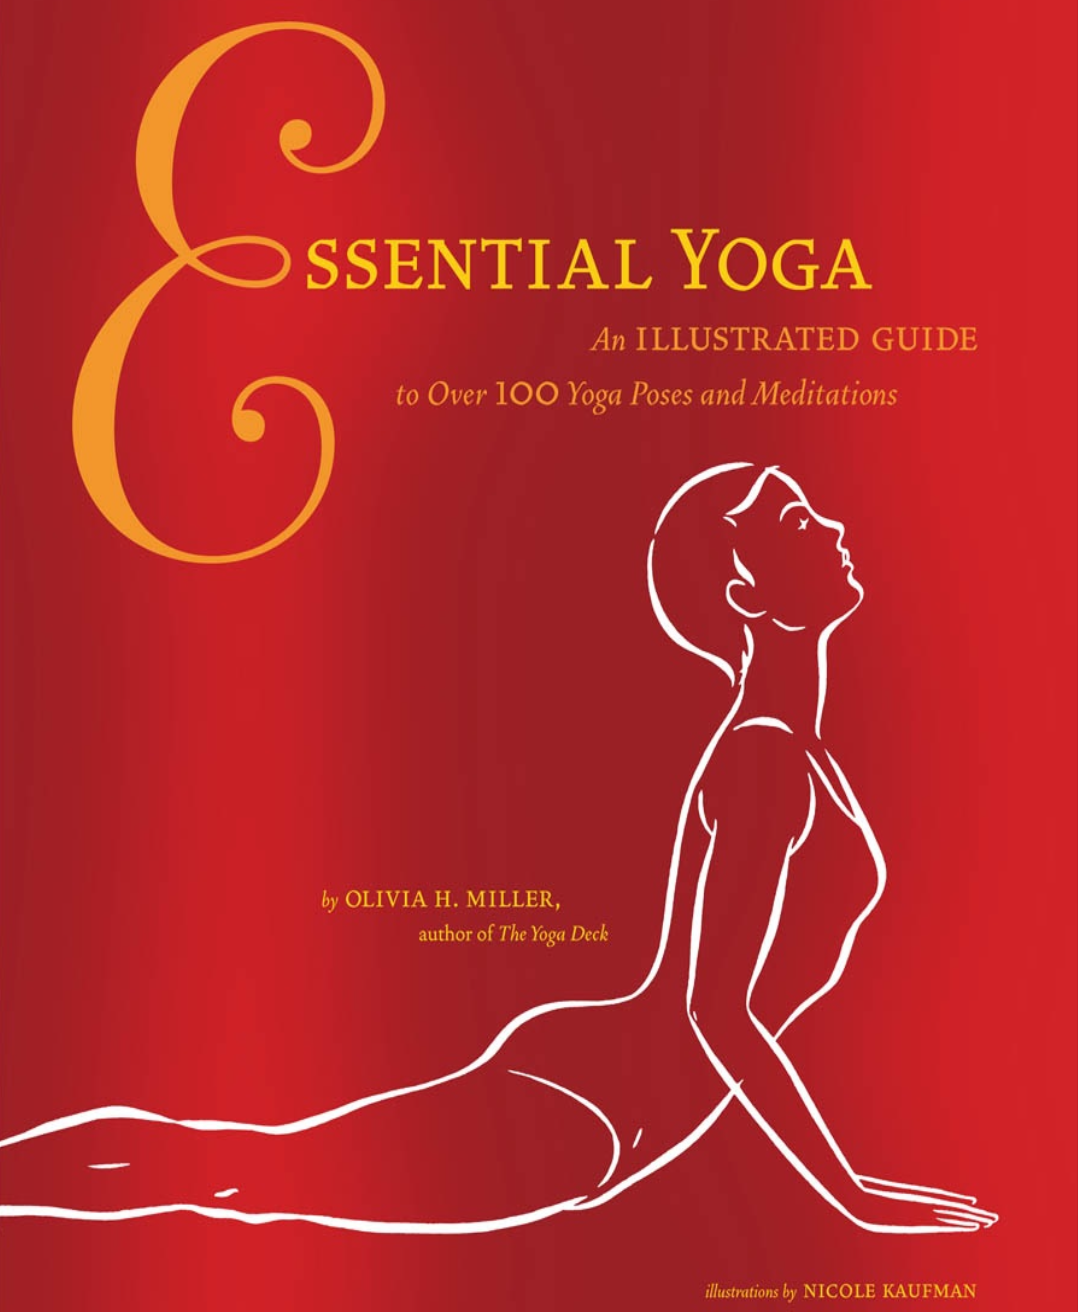 ESSENTIAL YOGA
An ILLUSTRATED GUIDE
to Over 100 Yoga Poses and Meditations
by OLIVIA H. MILLER,
author of The Yoga Deck
illustrations by NICOLE KAUFMAN